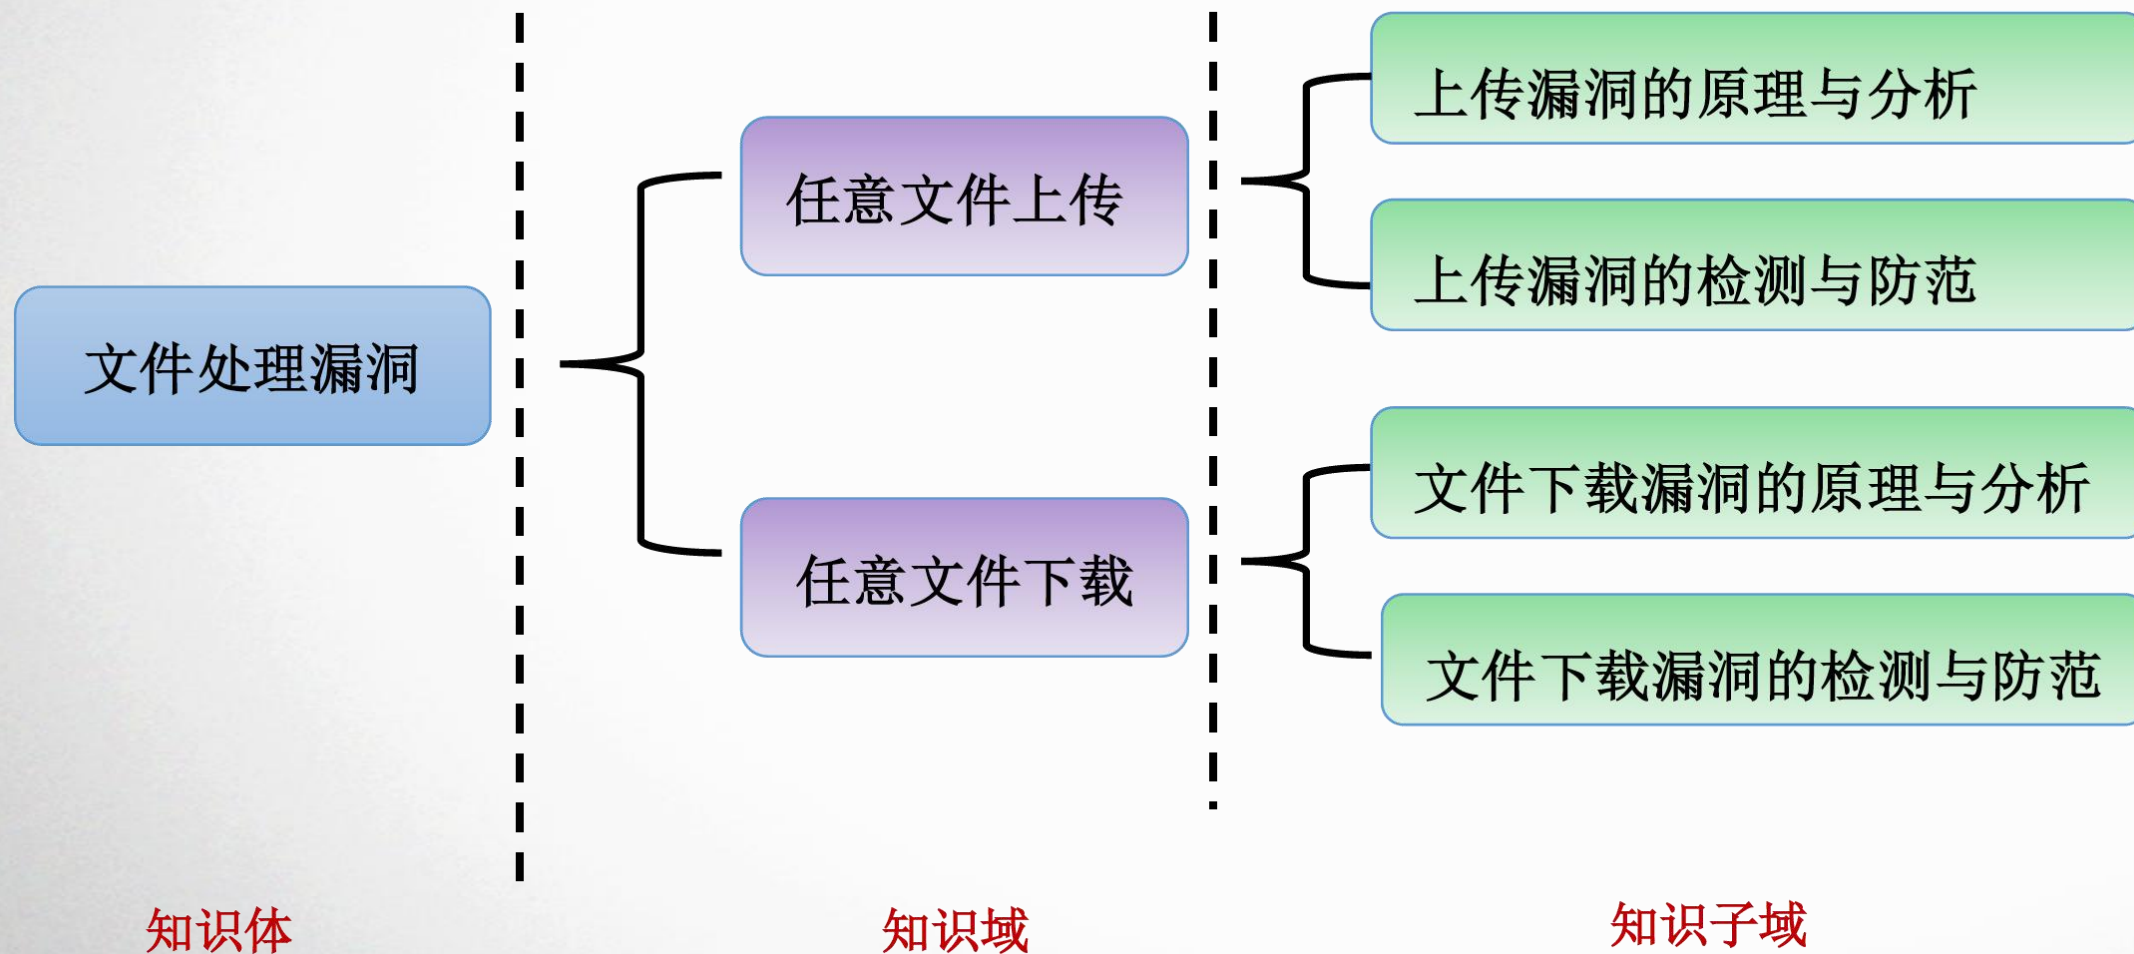 文件处理漏洞
任意文件上传
任意文件下载
上传漏洞的原理与分析
上传漏洞的检测与防范
文件下载漏洞的原理与分析
文件下载漏洞的检测与防范
知识体
知识域
知识子域